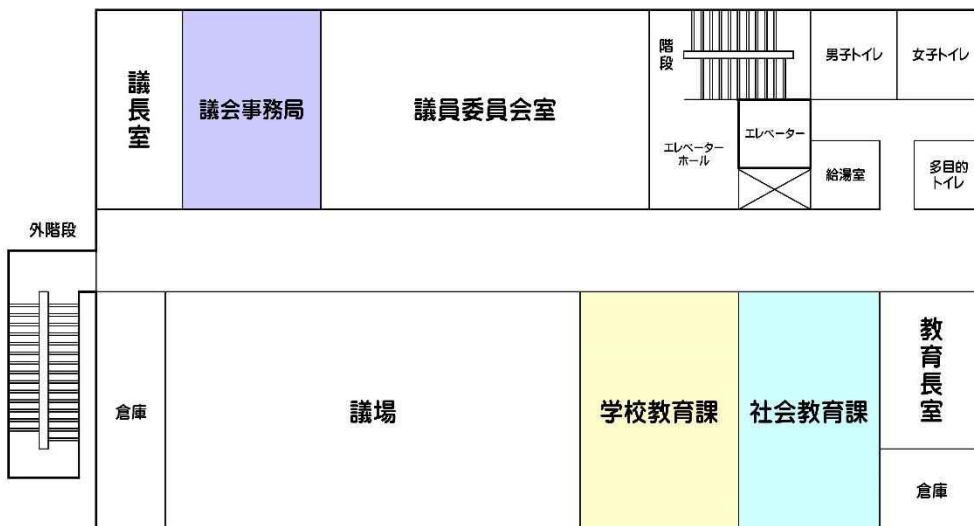 議長室
議会事務局
議員委員会室
階段
男子トイレ
女子トイレ
エレベーター
ホール
エレベーター
給湯室
多目的
トイレ
外階段
倉庫
議場
学校教育課
社会教育課
教育長室
倉庫